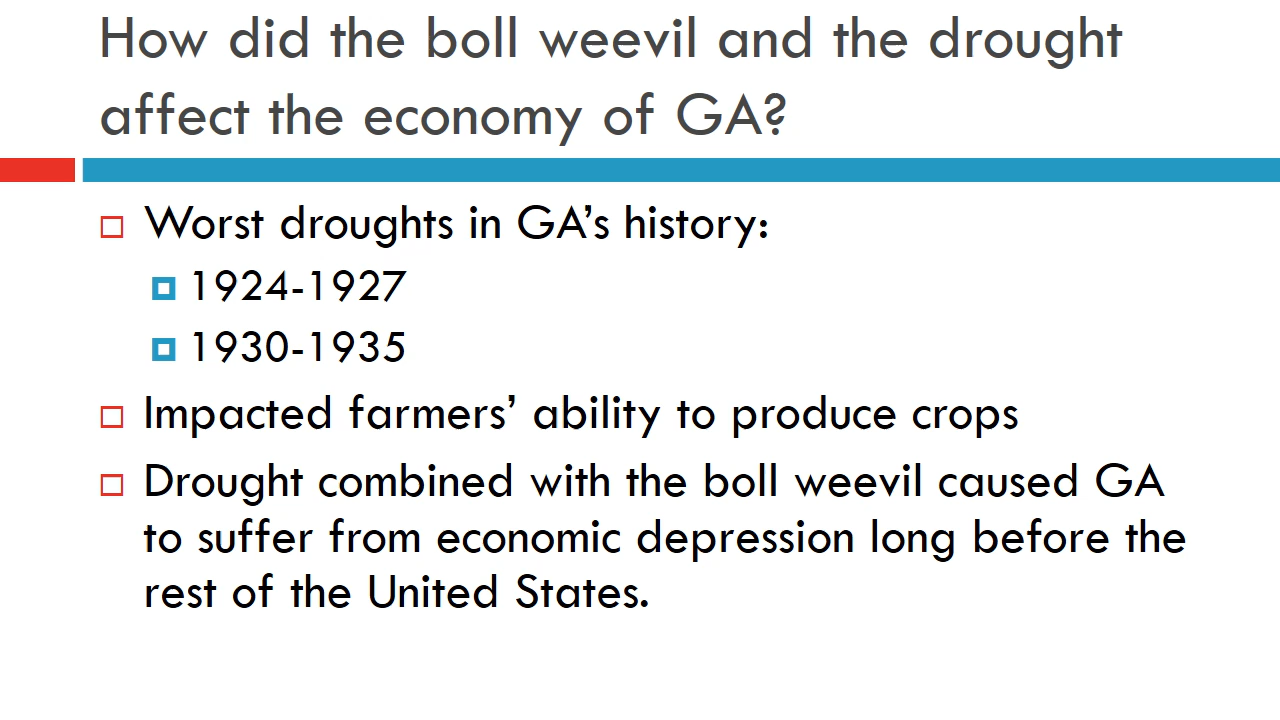 How did the boll weevil and the drought
affect the economy of GA?
Worst droughts in GA’s history:
1924-1927
1930-1935
Impacted farmers’ ability to produce crops
Drought combined with the boll weevil caused GA
to suffer from economic depression long before the
rest of the United States.